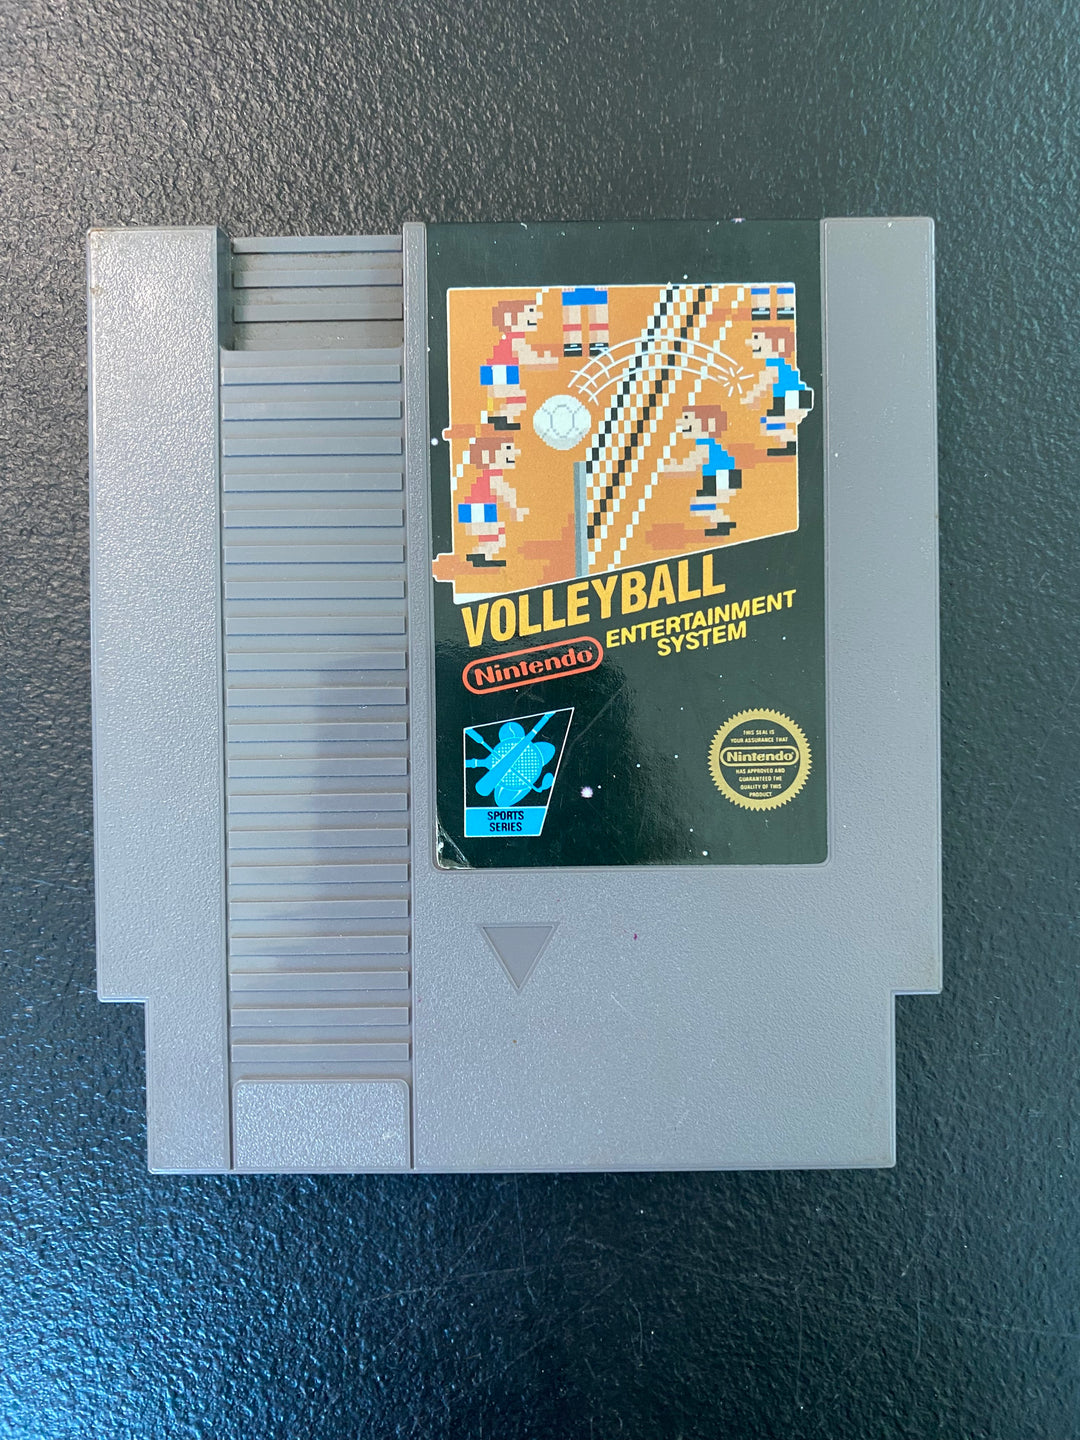 VOLLEYBALL
Nintendo
ENTERTAINMENT
SYSTEM
SPORTS
SERIES
THIS SEAL IS
YOUR ASSURANCE THAT
Nintendo
HAS APPROVED AND
GUARANTEED THE
QUALITY OF THIS
PRODUCT